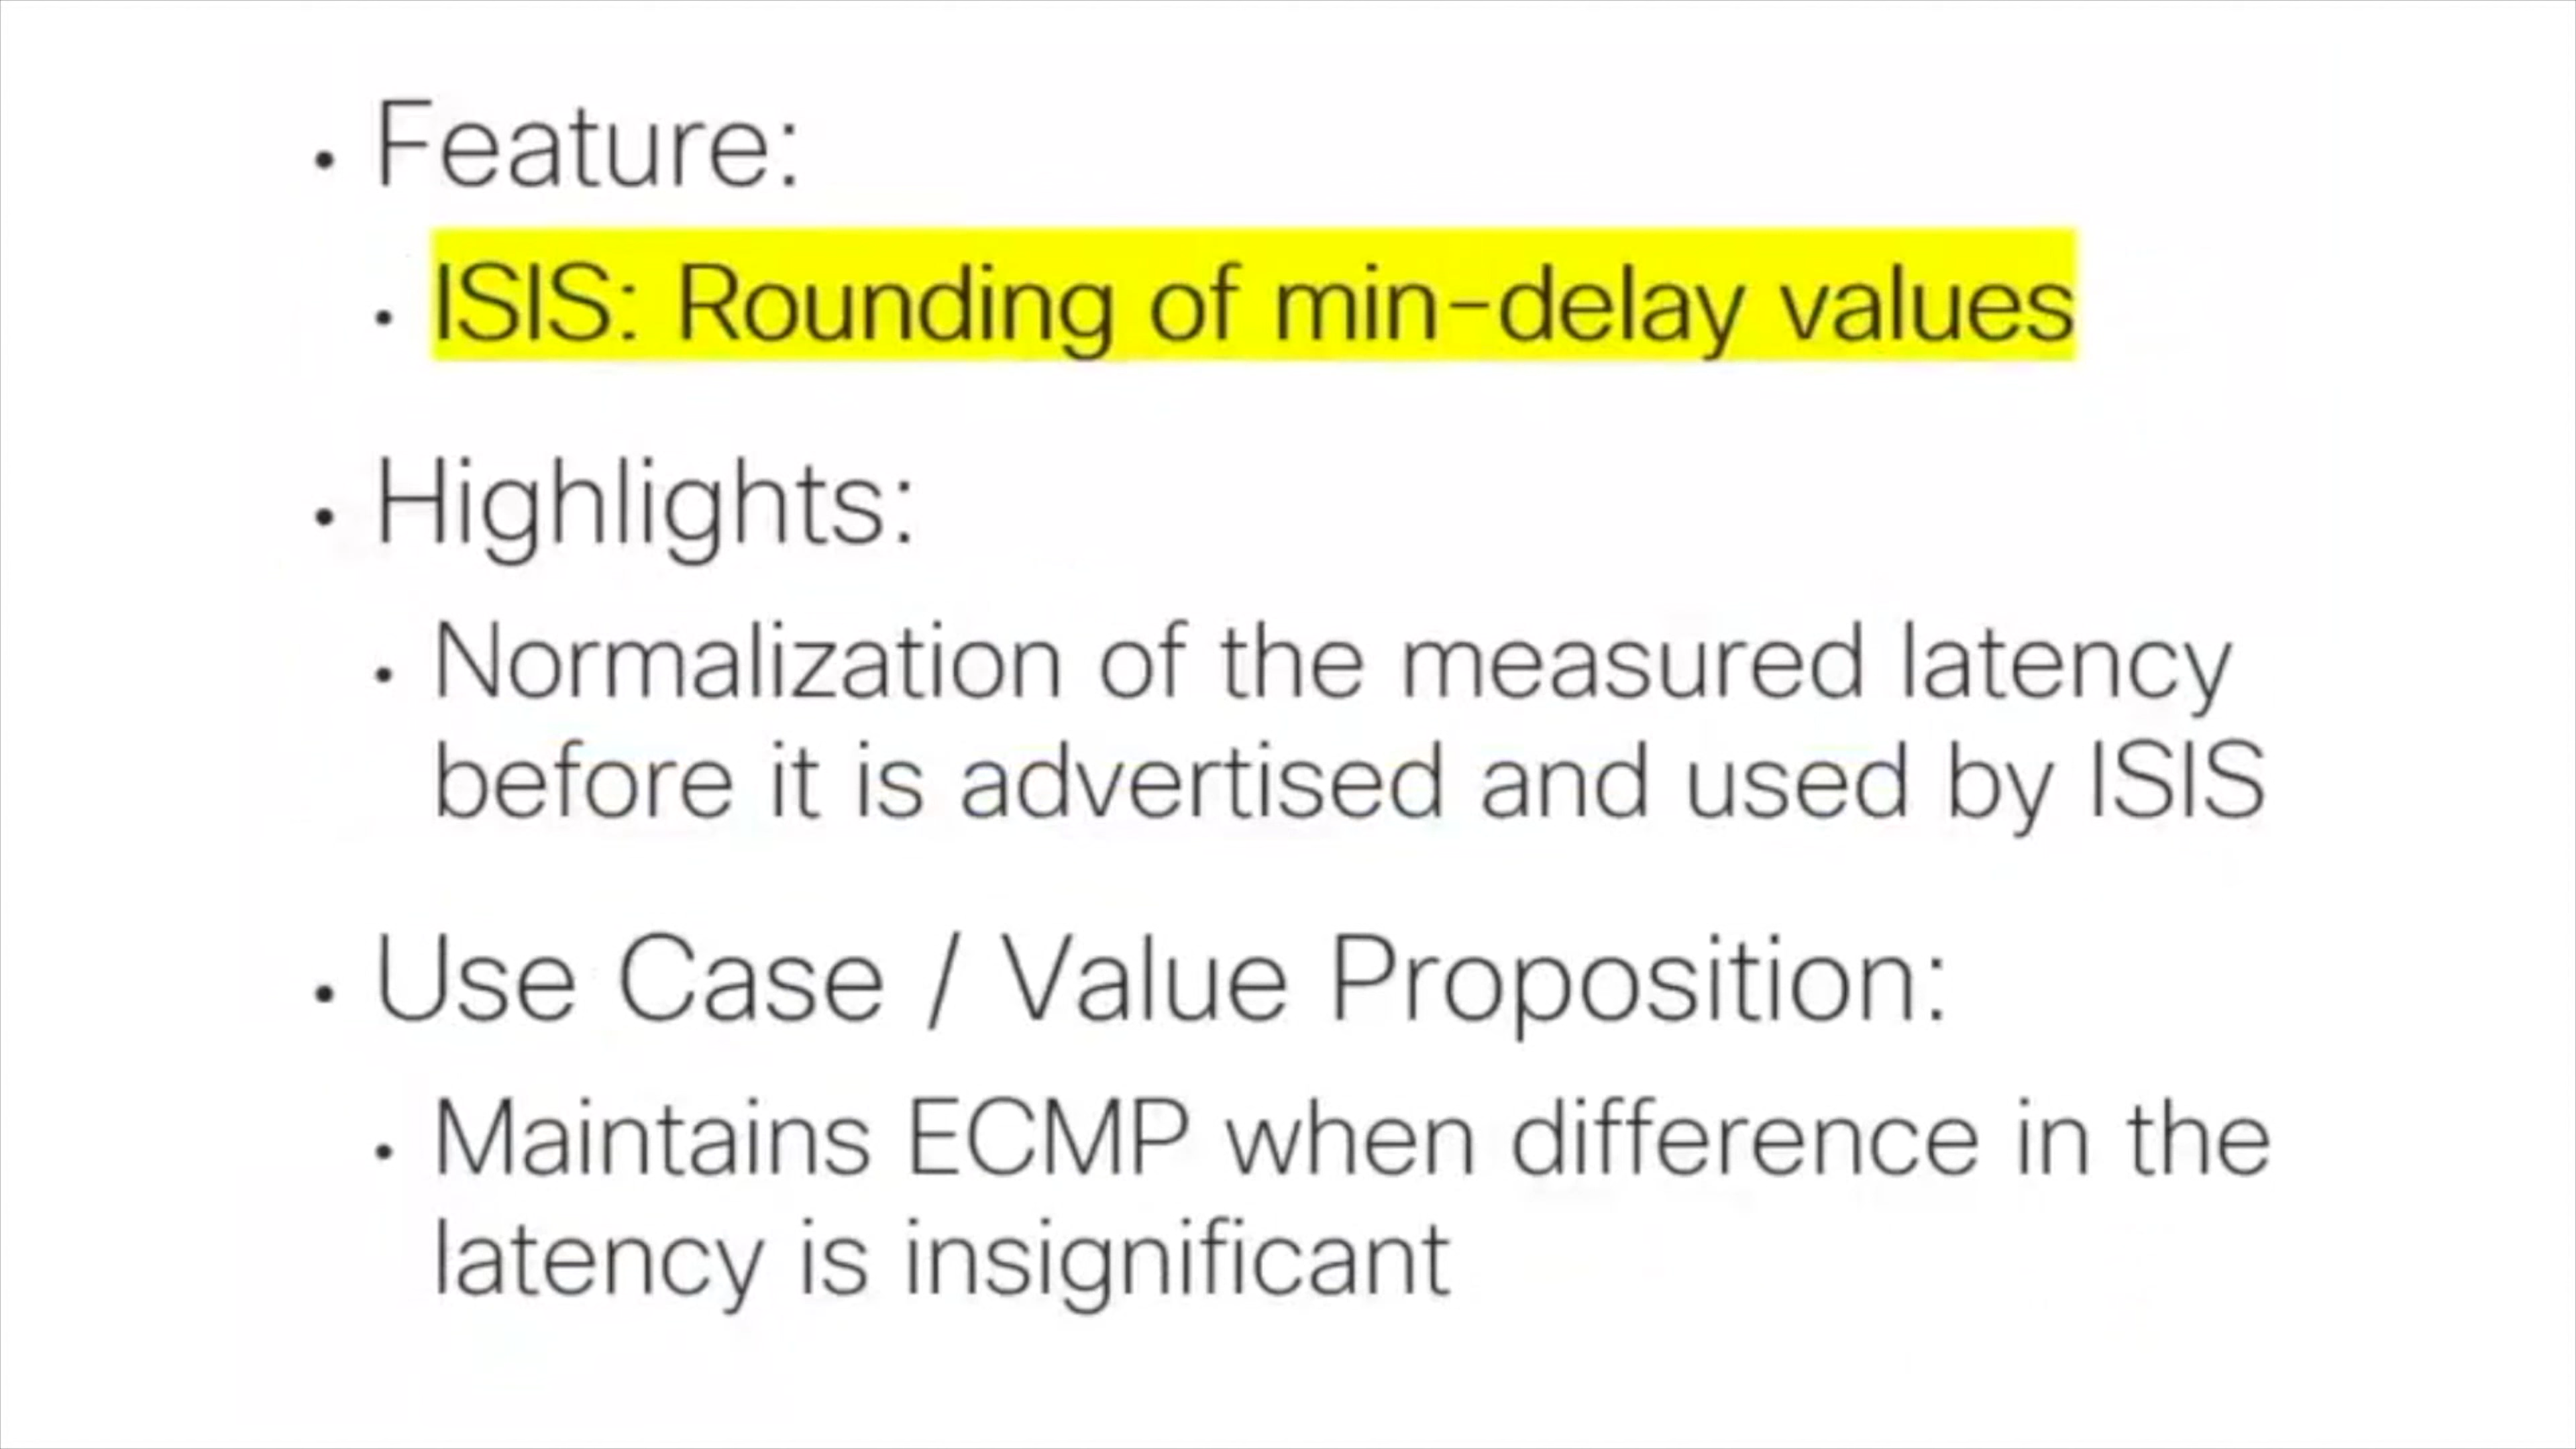 • Feature:
• ISIS: Rounding of min-delay values
• Highlights:
• Normalization of the measured latency
before it is advertised and used by ISIS
• Use Case / Value Proposition:
• Maintains ECMP when difference in the
latency is insignificant